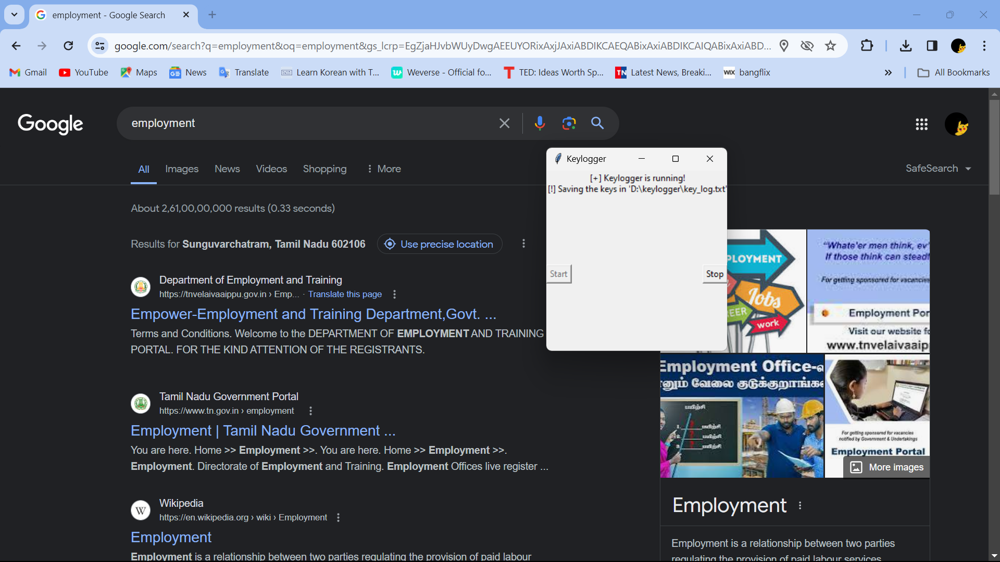 employment - Google Search
google.com/search?q=employment&oq=employment&gs_lcrp=EgZjaHJvbWUyDwgAEEUYORixAxjJAxiABDIKCAEQABixAxiABDIKCAIQABixAxiABD...
Gmail YouTube Maps News Translate Learn Korean with T... Weverse - Official fo... TED: Ideas Worth Sp... Latest News, Breaki... bangflix » All Bookmarks
Google
employment
All Images News Videos Shopping More SafeSearch
About 2,61,00,00,000 results (0.33 seconds)
Results for Sunguvarchatram, Tamil Nadu 602106 Use precise location
Department of Employment and Training
https://tnvelaivaaippu.gov.in › Emp... · Translate this page
Empower-Employment and Training Department,Govt. ...
Terms and Conditions. Welcome to the DEPARTMENT OF EMPLOYMENT AND TRAINING
PORTAL. FOR THE KIND ATTENTION OF THE REGISTRANTS.
Tamil Nadu Government Portal
https://www.tn.gov.in › employment
Employment | Tamil Nadu Government ...
You are here. Home >> Employment >>. You are here. Home >> Employment >>.
Employment. Directorate of Employment and Training. Employment Offices live register ...
W
Wikipedia
https://en.wikipedia.org › wiki › Employment
Employment
Employment is a relationship between two parties regulating the provision of paid labour
Keylogger
[+] Keylogger is running!
[!] Saving the keys in 'D:\keylogger\key_log.txt'
Start Stop
PLOYMENT
Jobs
EER
work
"Whate'er men think, ev'
If those think can steadf
For getting sponsored for vacancies
Employment Por
Visit our website fo
www.tnvelaivaaip
Employment Office-ல
னும் வேலை குடுக்குறாங்க
பயிற்சி
1. பயிற்சி
2. பயிற்சி
3. பயிற்சி
For getting sponsored for vacancies
notified by Government & Undertakings
Employment Portal
More images
Employment
Employment is a relationship between two parties
regulating the provision of paid labour services.